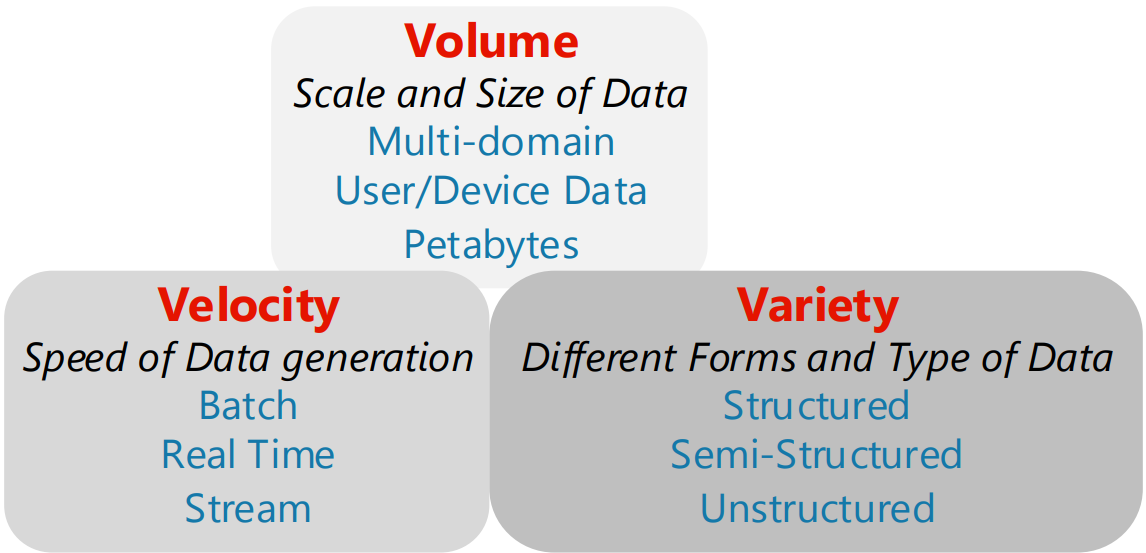 Volume
Scale and Size of Data
Multi-domain
User/Device Data
Petabytes
Velocity
Speed of Data generation
Batch
Real Time
Stream
Variety
Different Forms and Type of Data
Structured
Semi-Structured
Unstructured